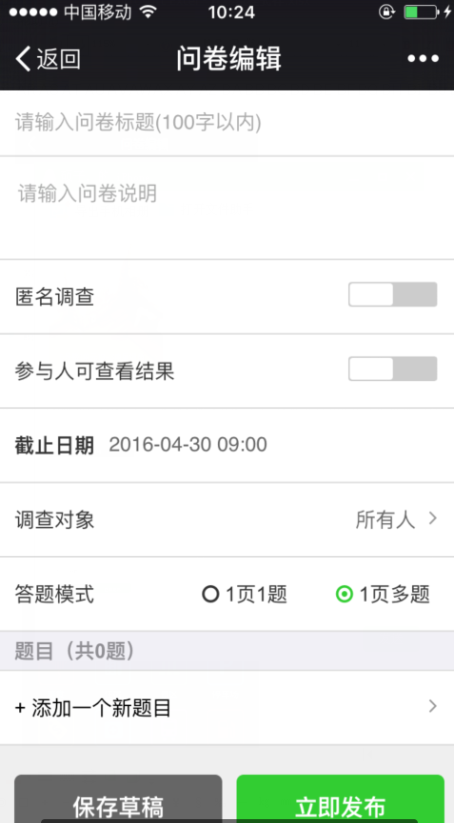 中国移动 10:24
返回 问卷编辑
请输入问卷标题(100字以内)
请输入问卷说明
匿名调查
参与人可查看结果
截止日期 2016-04-30 09:00
调查对象 所有人
答题模式 1页1题 1页多题
题目（共0题）
+ 添加一个新题目
保存草稿 立即发布